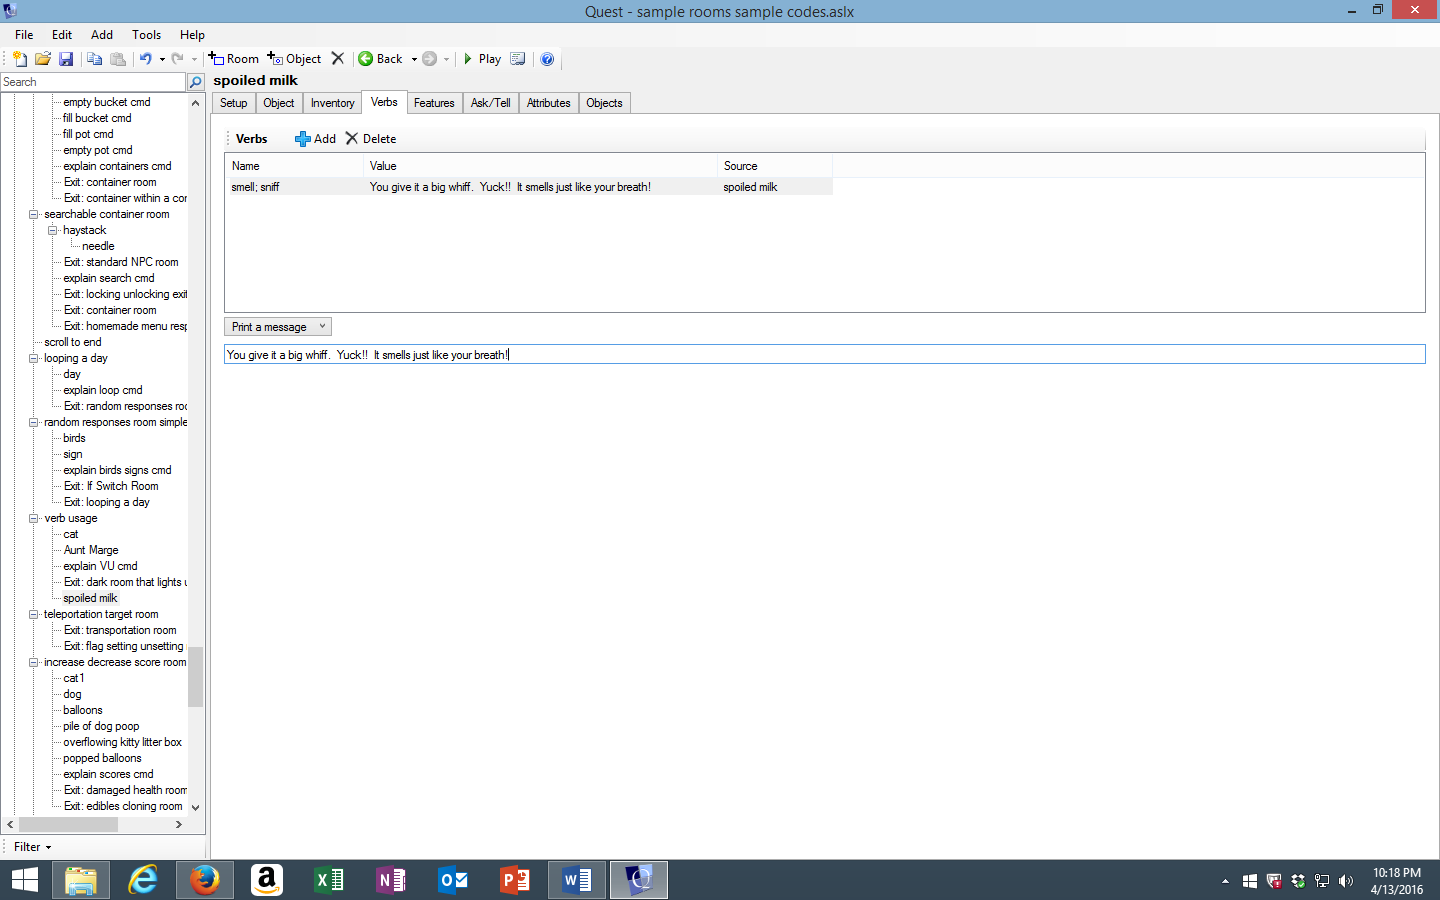 Quest - sample rooms sample codes.aslx
File Edit Add Tools Help
Room Object Back Play
Search
spoiled milk
Setup Object Inventory Verbs Features Ask/Tell Attributes Objects
Verbs Add Delete
Name Value Source
smell; sniff You give it a big whiff.  Yuck!!  It smells just like your breath! spoiled milk
Print a message
You give it a big whiff.  Yuck!!  It smells just like your breath!
empty bucket cmd
fill bucket cmd
fill pot cmd
empty pot cmd
explain containers cmd
Exit: container room
Exit: container within a cor
searchable container room
haystack
needle
Exit: standard NPC room
explain search cmd
Exit: locking unlocking exit
Exit: container room
Exit: homemade menu resp
scroll to end
looping a day
day
explain loop cmd
Exit: random responses roo
random responses room simple
birds
sign
explain birds signs cmd
Exit: If Switch Room
Exit: looping a day
verb usage
cat
Aunt Marge
explain VU cmd
Exit: dark room that lights u
spoiled milk
teleportation target room
Exit: transportation room
Exit: flag setting unsetting
increase decrease score room
cat1
dog
balloons
pile of dog poop
overflowing kitty litter box
popped balloons
explain scores cmd
Exit: damaged health room
Exit: edibles cloning room
Filter
10:18 PM
4/13/2016